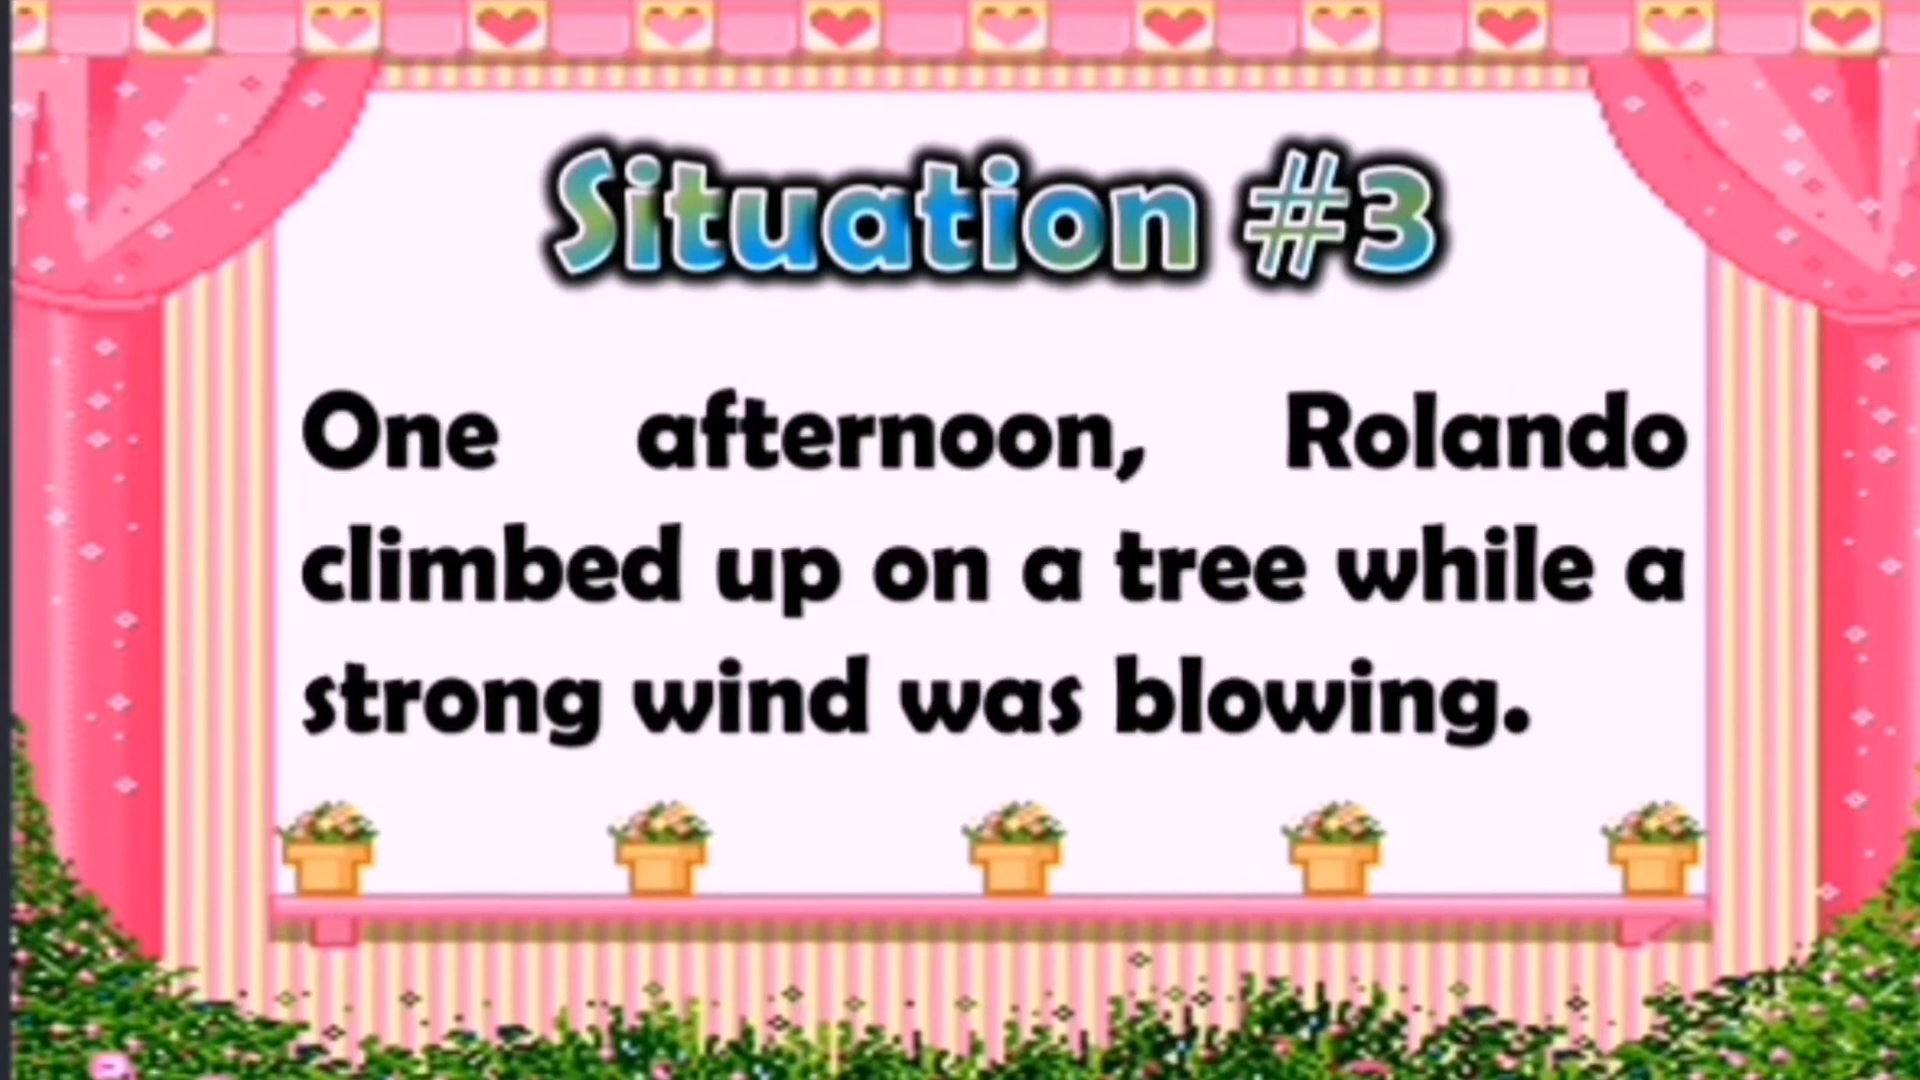 Situation #3
One afternoon, Rolando
climbed up on a tree while a
strong wind was blowing.